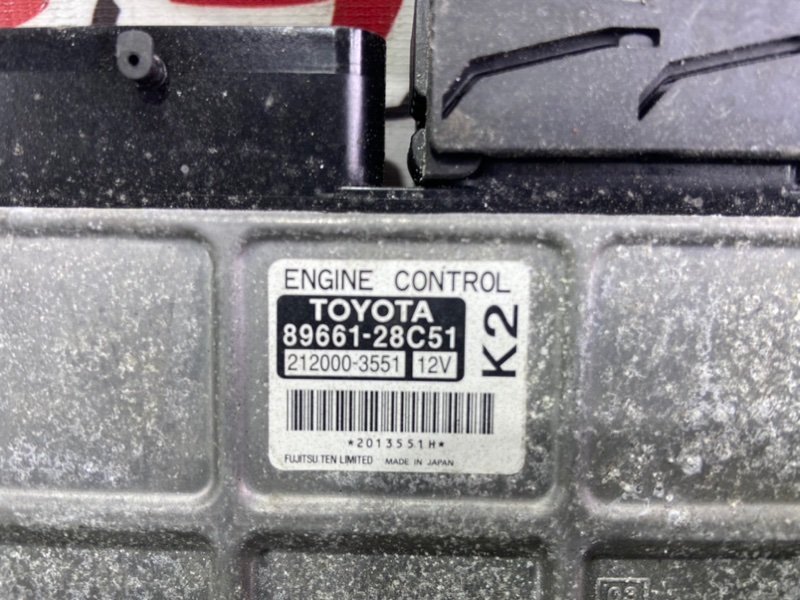 ENGINE CONTROL
TOYOTA
89661-28C51
212000-3551 12V
K2
*2013551H*
FUJITSU TEN LIMITED MADE IN JAPAN